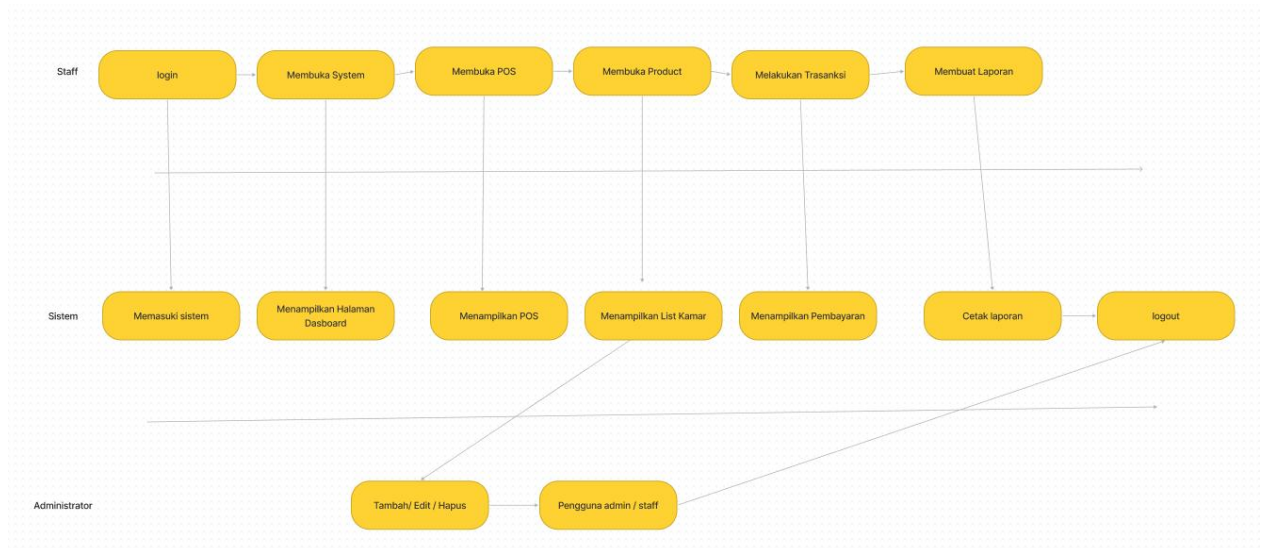 Staff
login
Membuka System
Membuka POS
Membuka Product
Melakukan Trasanksi
Membuat Laporan
Sistem
Memasuki sistem
Menampilkan Halaman
Dasboard
Menampilkan POS
Menampilkan List Kamar
Menampilkan Pembayaran
Cetak laporan
logout
Administrator
Tambah/ Edit / Hapus
Pengguna admin / staff